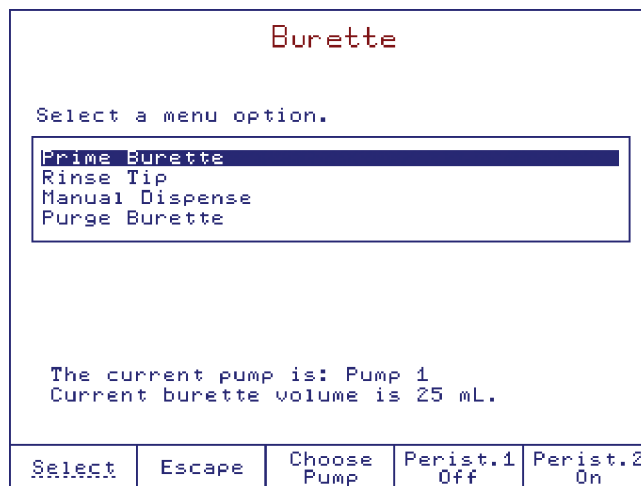 Burette
Select a menu option.
Prime Burette
Rinse Tip
Manual Dispense
Purge Burette
The current pump is: Pump 1
Current burette volume is 25 mL.
Select
Escape
Choose
Pump
Perist.1
Off
Perist.2
On